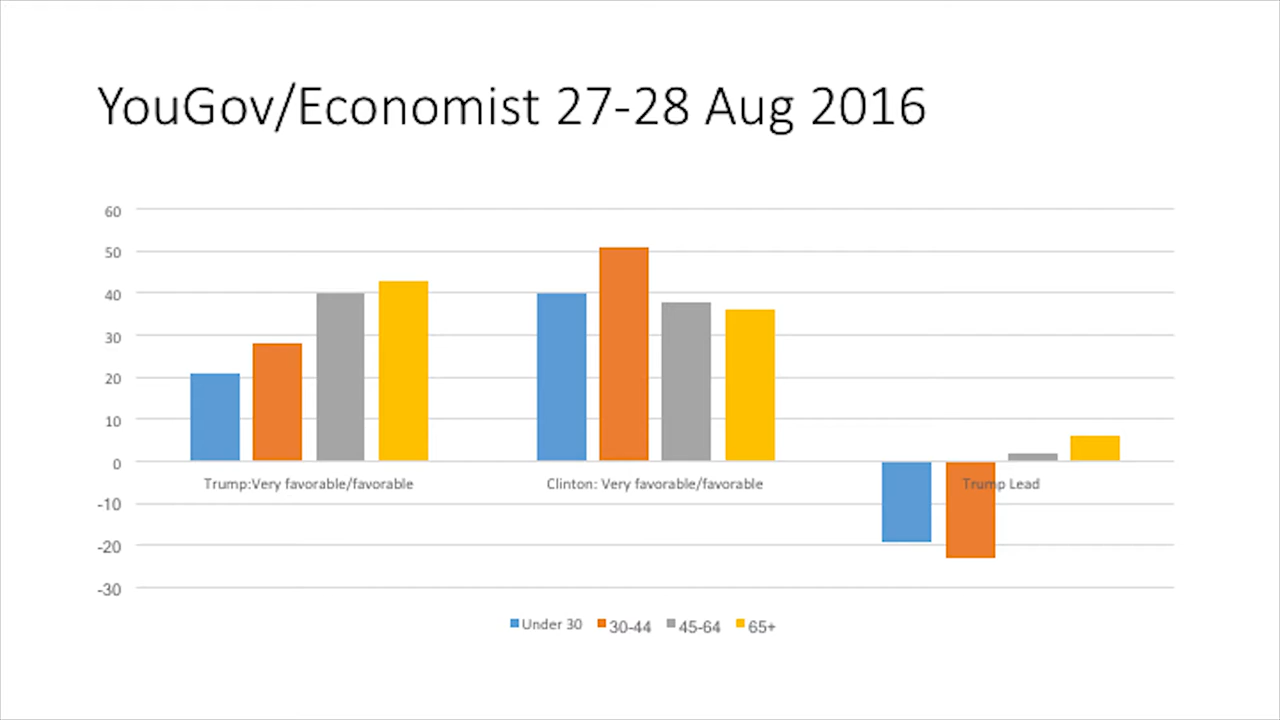 YouGov/Economist 27-28 Aug 2016
60
50
40
30
20
10
0
-10
-20
-30
Trump:Very favorable/favorable
Clinton: Very favorable/favorable
Trump Lead
Under 30
30-44
45-64
65+